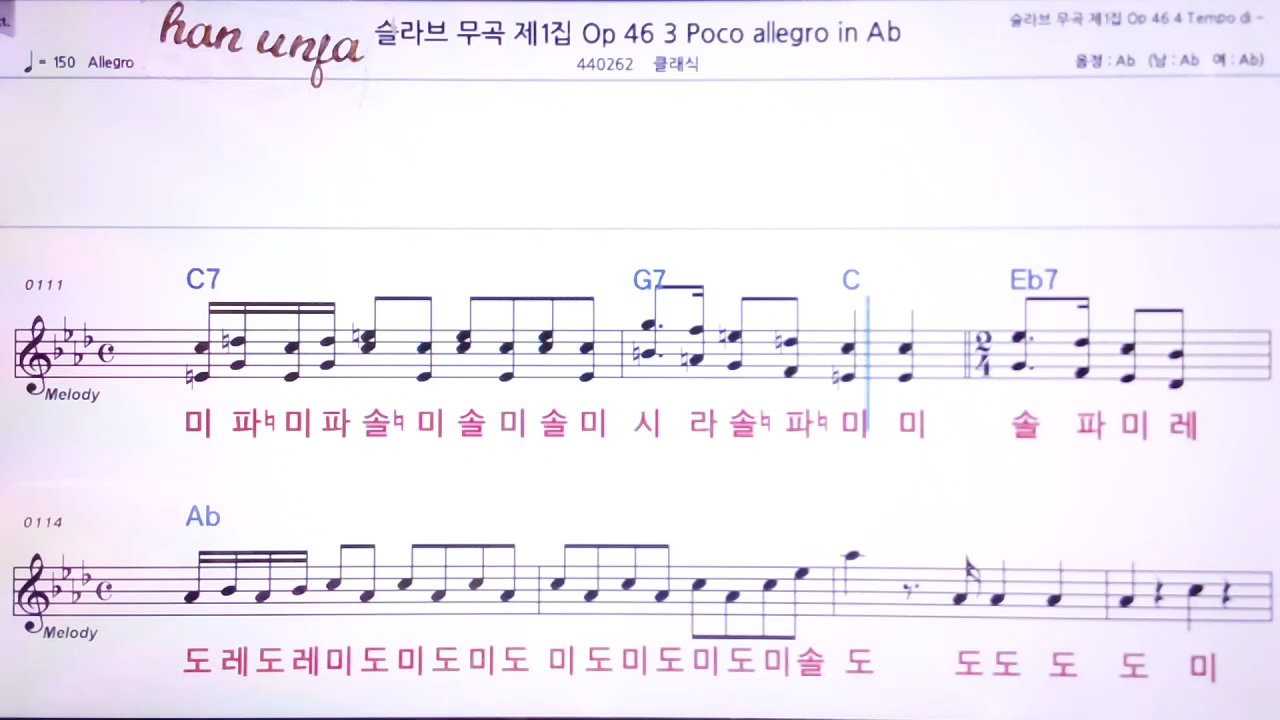 han unfa
슬라브 무곡 제1집 Op 46 3 Poco allegro in Ab
슬라브 무곡 제1집 Op 46 4 Tempo di -
♩= 150 Allegro
440262 클래식
음정 : Ab (남 : Ab 여 : Ab)
0111
C7 G7 C Eb7
2/4
Melody
미 파♮ 미 파 솔♮ 미 솔 미 솔 미 시 라 솔♮ 파♮ 미 미 솔 파 미 레
0114
Ab
Melody
도 레 도 레 미 도 미 도 미 도 미 도 미 도 미 도 미 솔 도 도 도 도 도 미